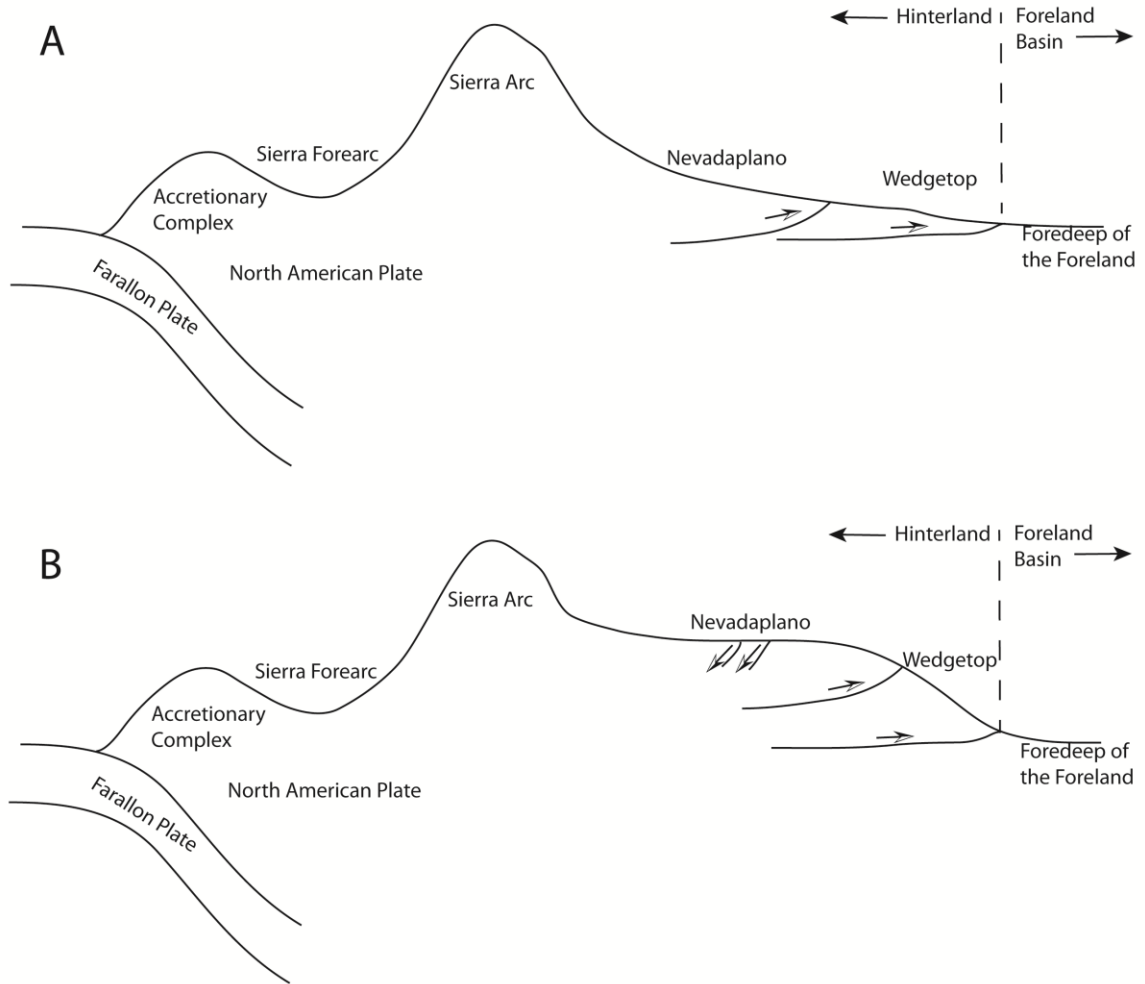 A
Hinterland
Foreland
Basin
Sierra Arc
Sierra Forearc
Nevadaplano
Wedgetop
Accretionary
Complex
Foredeep of
the Foreland
North American Plate
Farallon Plate
B
Hinterland
Foreland
Basin
Sierra Arc
Nevadaplano
Sierra Forearc
Wedgetop
Accretionary
Complex
Foredeep of
the Foreland
North American Plate
Farallon Plate